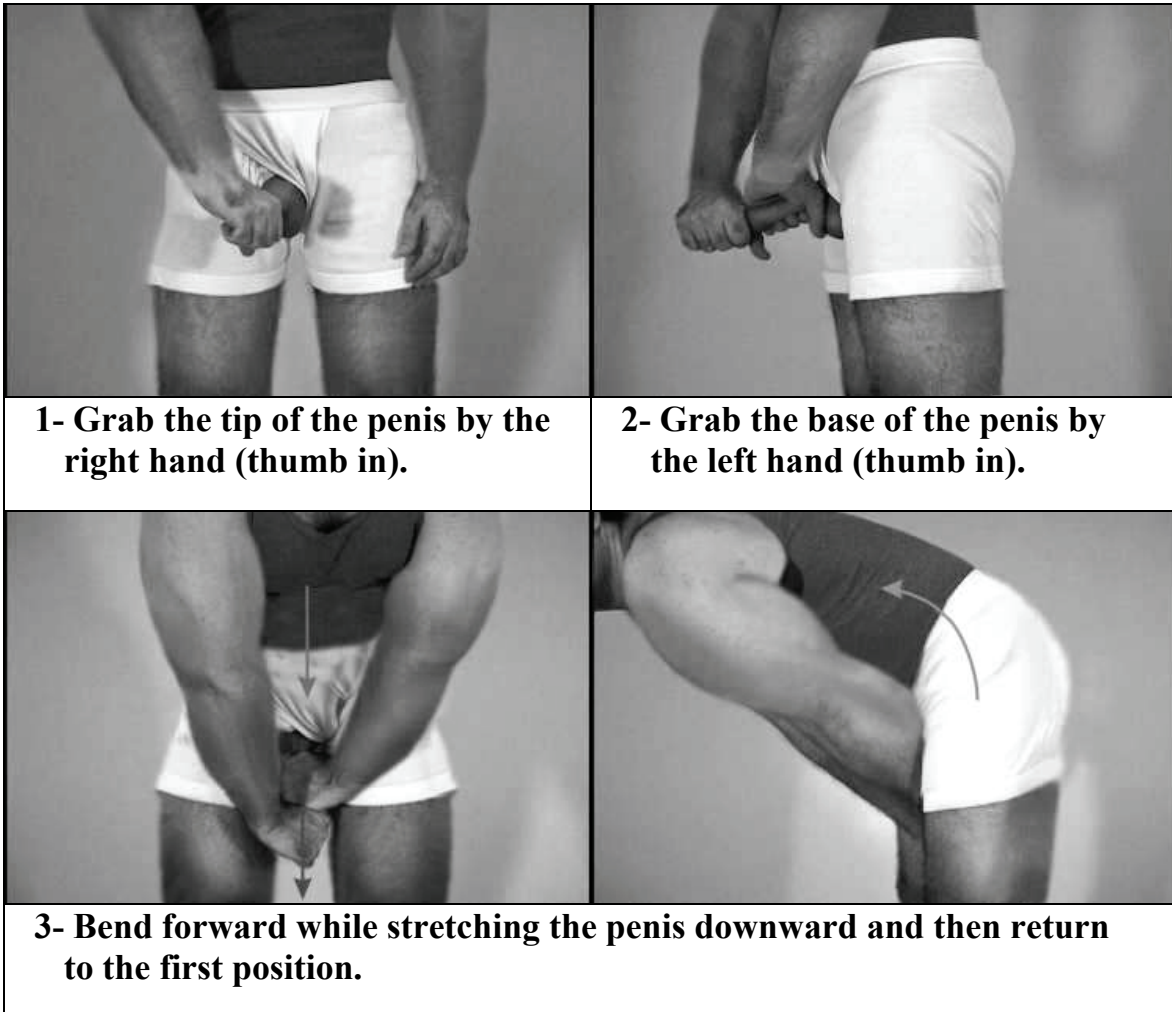 1- Grab the tip of the penis by the
right hand (thumb in).
2- Grab the base of the penis by
the left hand (thumb in).
3- Bend forward while stretching the penis downward and then return
to the first position.